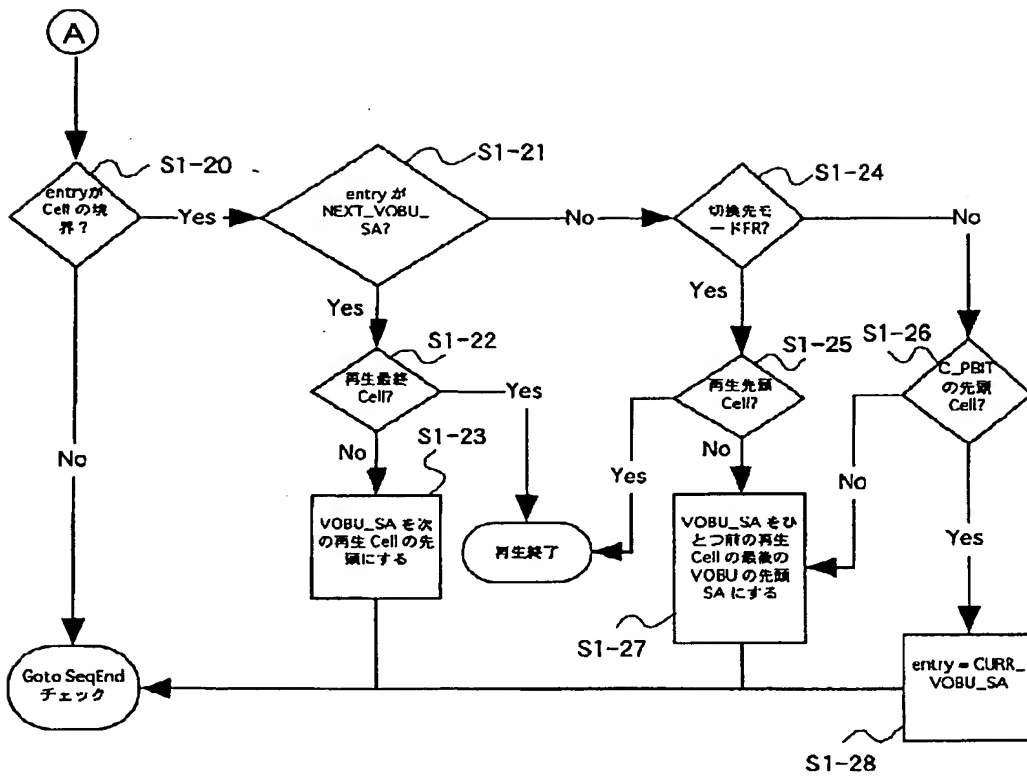 A
S1-20
entryが
Cell の境
界?
Yes
S1-21
entry が
NEXT_VOBU_
SA?
No
S1-24
切換先モ
ードFR?
No
Yes
Yes
S1-22
再生最終
Cell?
Yes
S1-25
再生先頭
Cell?
S1-26
C_PBIT
の先頭
Cell?
No
No
S1-23
VOBU_SA を次
の再生 Cell の先
頭にする
Yes
再生終了
No
VOBU_SA をひ
とつ前の再生
Cell の最後の
VOBU の先頭
SA にする
S1-27
No
Yes
Goto SeqEnd
チェック
entry = CURR_
VOBU_SA
S1-28